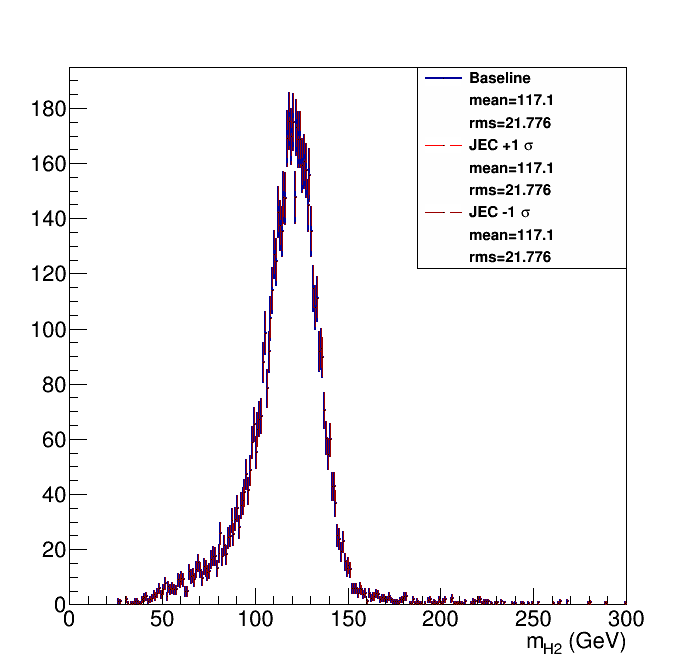 Baseline
mean=117.1
rms=21.776
JEC +1 σ
mean=117.1
rms=21.776
JEC -1 σ
mean=117.1
rms=21.776
180
160
140
120
100
80
60
40
20
0
0 50 100 150 200 250 300
m_H2 (GeV)